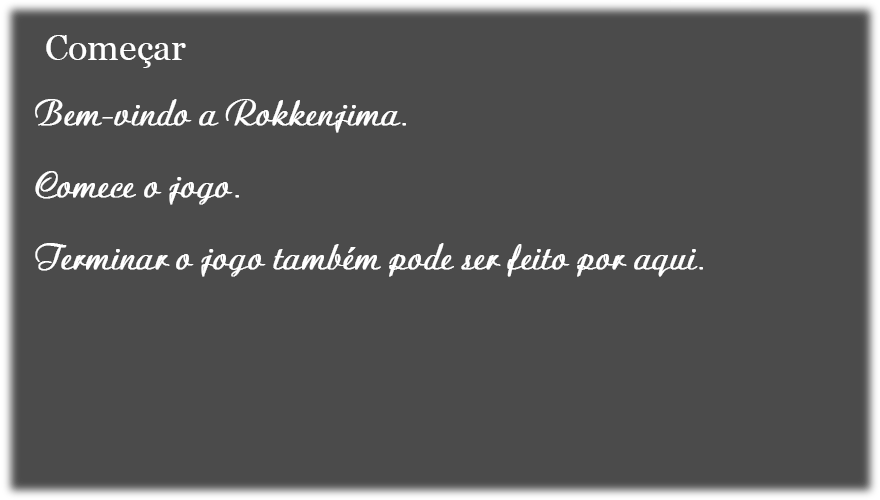 Começar
Bem-vindo a Rokkenjima.
Comece o jogo.
Terminar o jogo também pode ser feito por aqui.